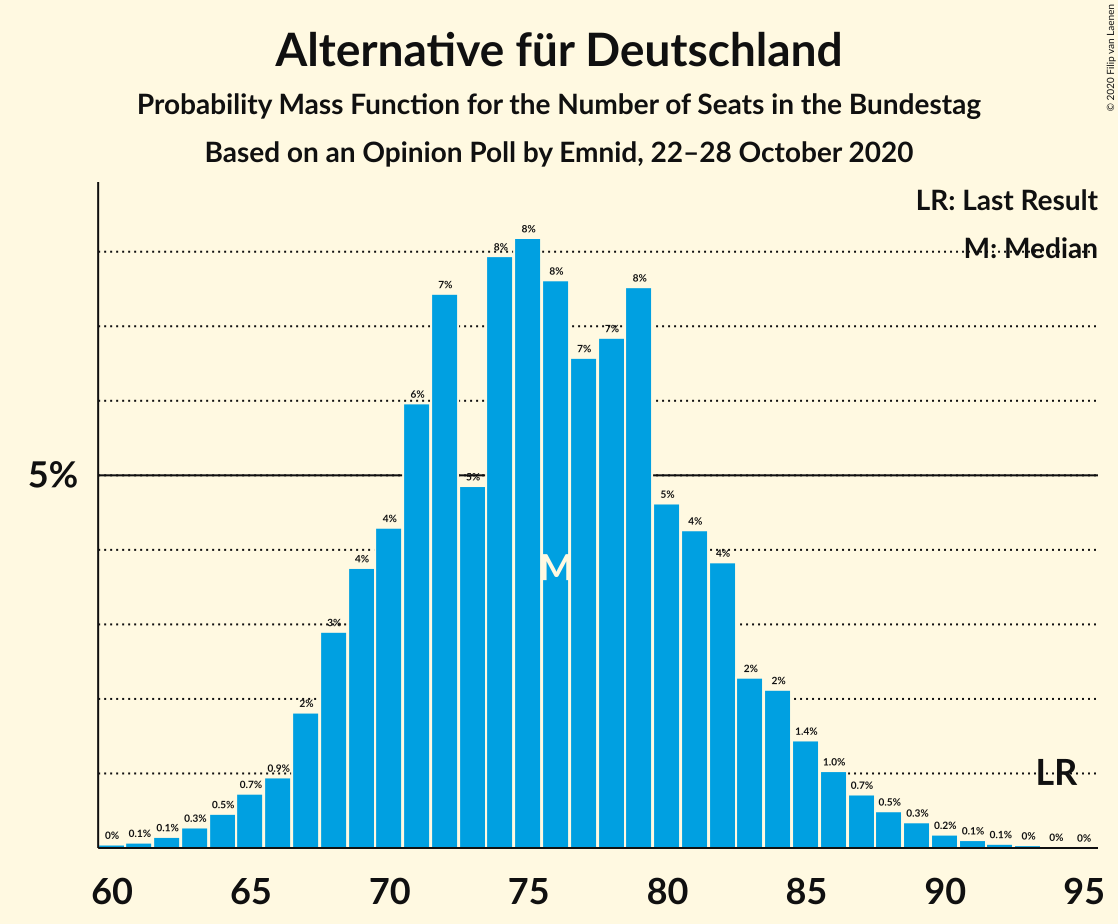 Alternative für Deutschland
Probability Mass Function for the Number of Seats in the Bundestag
Based on an Opinion Poll by Emnid, 22–28 October 2020
© 2020 Filip van Laenen
LR: Last Result
M: Median
5%
0% 0.1% 0.1% 0.3% 0.5% 0.7% 0.9% 2% 3% 4% 4% 6% 7% 5% 8% 8% 8% 7% 7% 8% 5% 4% 4% 2% 2% 1.4% 1.0% 0.7% 0.5% 0.3% 0.2% 0.1% 0.1% 0% 0% 0%
M
LR
60 65 70 75 80 85 90 95